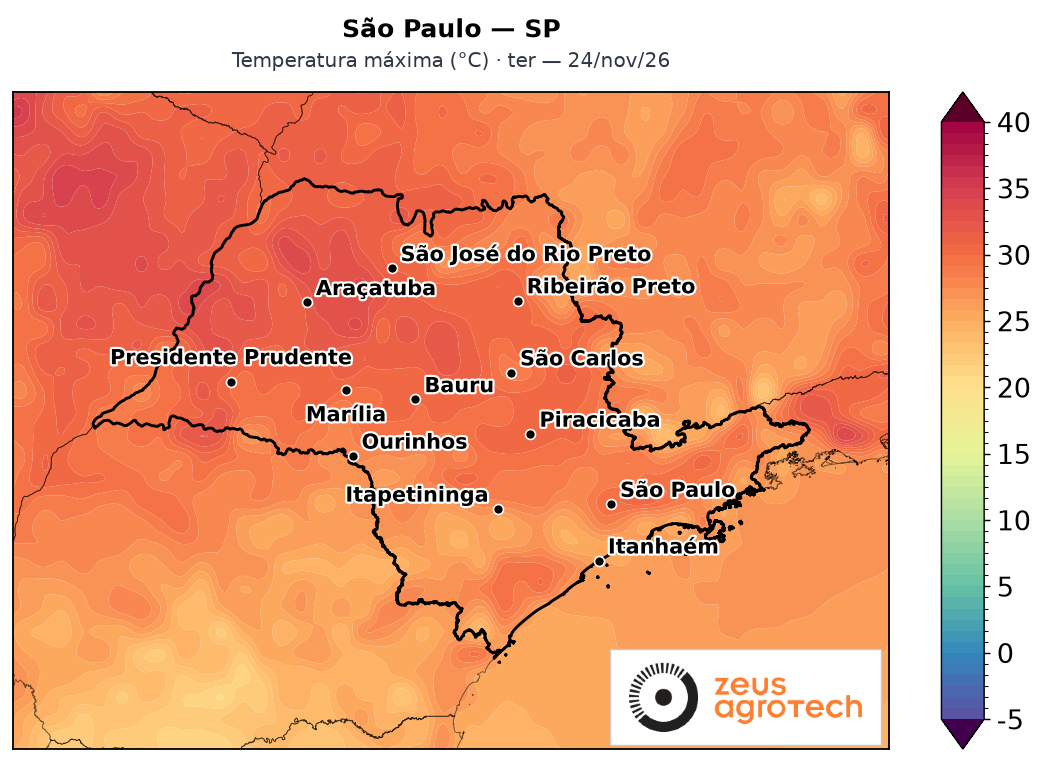 São Paulo — SP
Temperatura máxima (°C) · ter — 24/nov/26
São José do Rio Preto
Araçatuba
Ribeirão Preto
Presidente Prudente
São Carlos
Bauru
Marília
Piracicaba
Ourinhos
Itapetininga
São Paulo
Itanhaém
zeus
agrotech
40
35
30
25
20
15
10
5
0
-5